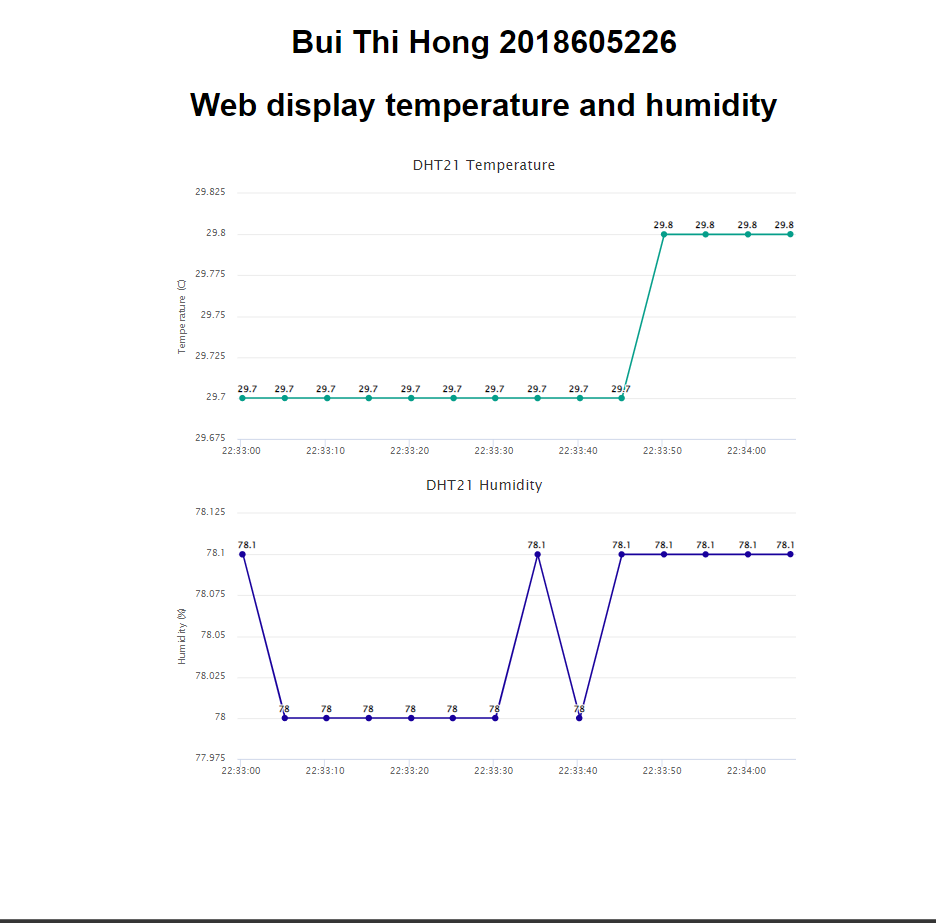 Bui Thi Hong 2018605226
Web display temperature and humidity
DHT21 Temperature
Temperature (C)
29.825
29.8
29.775
29.75
29.725
29.7
29.675
29.7 29.7 29.7 29.7 29.7 29.7 29.7 29.7 29.7 29.7 29.8 29.8 29.8 29.8
22:33:00 22:33:10 22:33:20 22:33:30 22:33:40 22:33:50 22:34:00
DHT21 Humidity
Humidity (%)
78.125
78.1
78.075
78.05
78.025
78
77.975
78.1 78 78 78 78 78 78 78.1 78 78.1 78.1 78.1 78.1 78.1
22:33:00 22:33:10 22:33:20 22:33:30 22:33:40 22:33:50 22:34:00